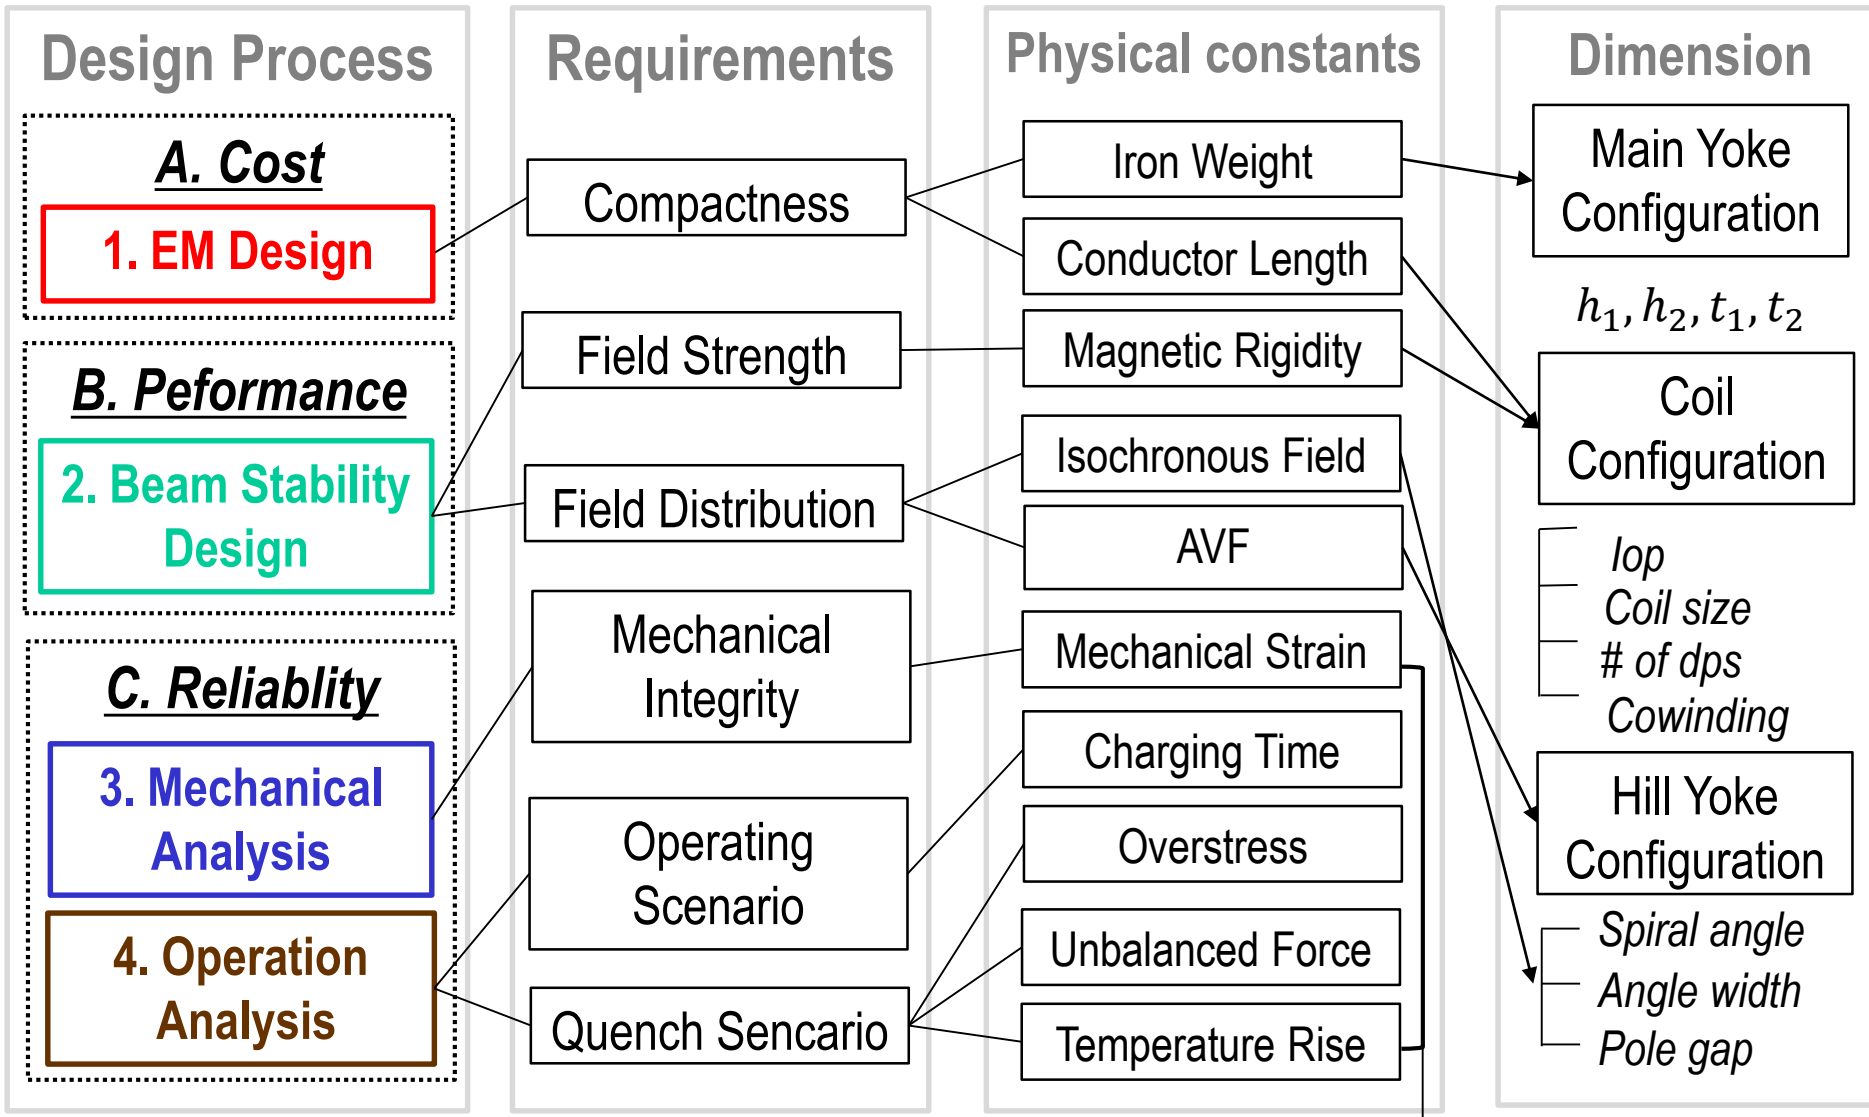 Design Process
A. Cost
1. EM Design
B. Peformance
2. Beam Stability
Design
C. Reliablity
3. Mechanical
Analysis
4. Operation
Analysis
Requirements
Compactness
Field Strength
Field Distribution
Mechanical
Integrity
Operating
Scenario
Quench Sencario
Physical constants
Iron Weight
Conductor Length
Magnetic Rigidity
Isochronous Field
AVF
Mechanical Strain
Charging Time
Overstress
Unbalanced Force
Temperature Rise
Dimension
Main Yoke
Configuration
h₁, h₂, t₁, t₂
Coil
Configuration
Iop
Coil size
# of dps
Cowinding
Hill Yoke
Configuration
Spiral angle
Angle width
Pole gap